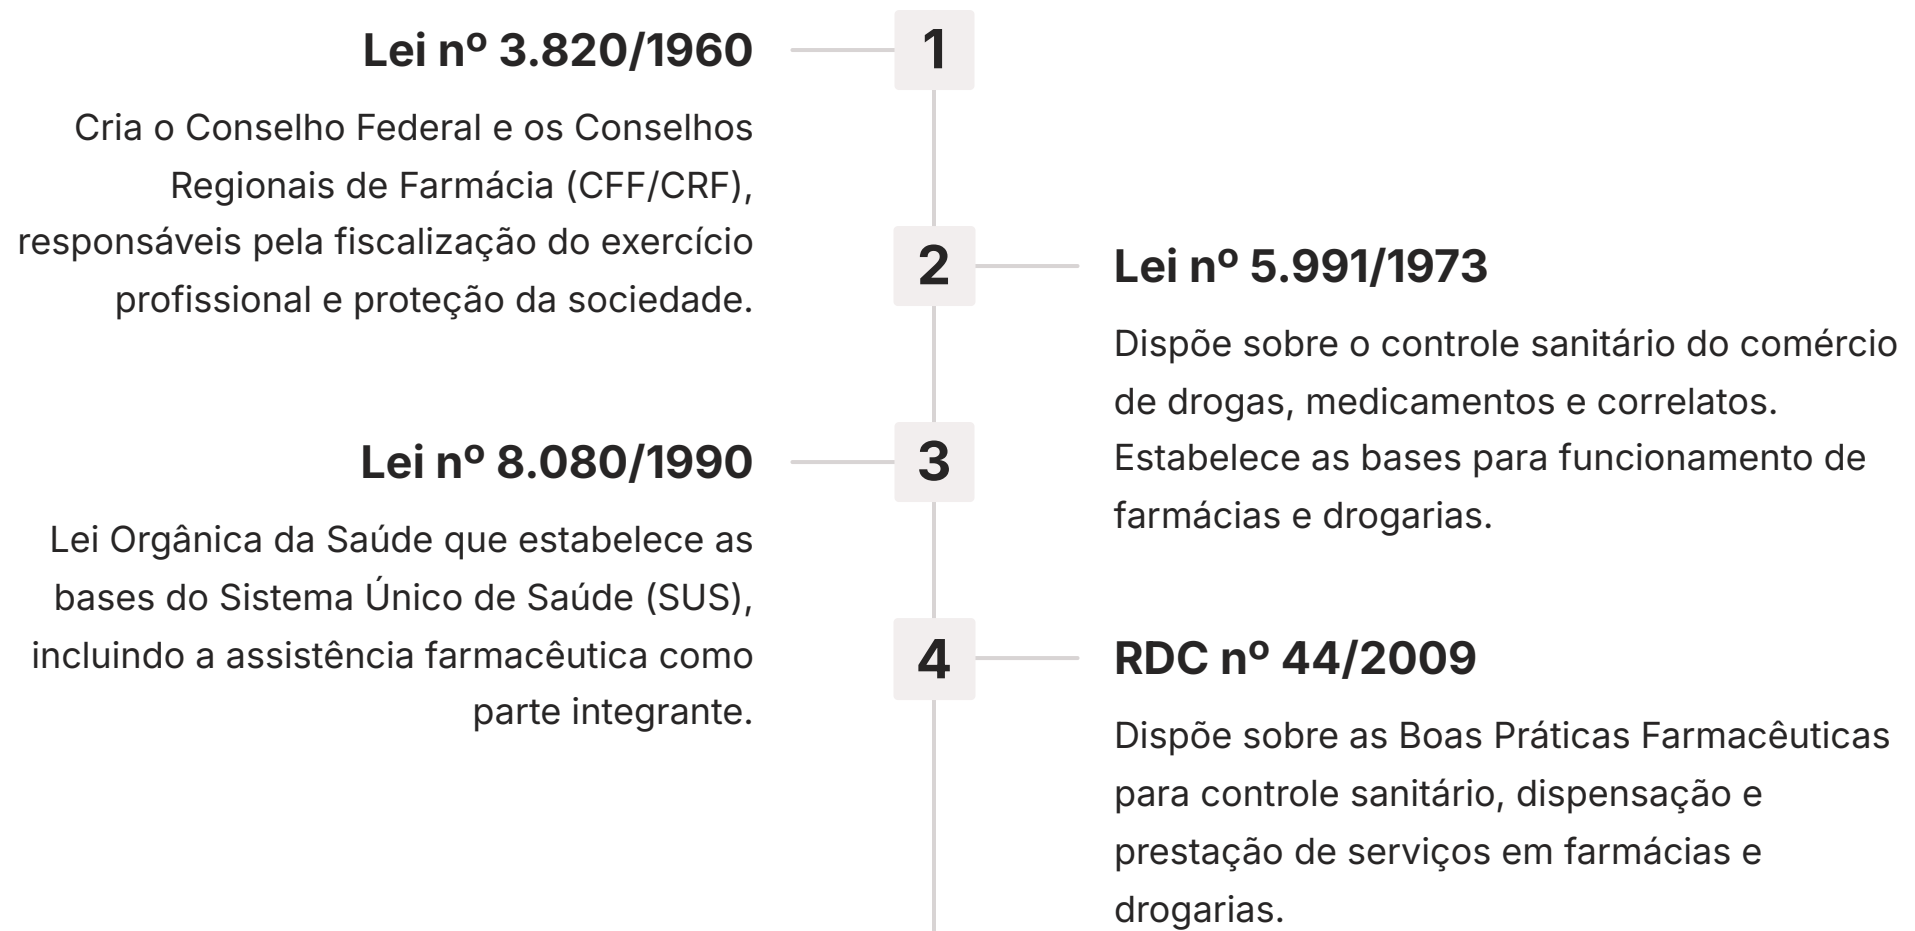 1
Lei nº 3.820/1960
Cria o Conselho Federal e os Conselhos
Regionais de Farmácia (CFF/CRF),
responsáveis pela fiscalização do exercício
profissional e proteção da sociedade.
2
Lei nº 5.991/1973
Dispõe sobre o controle sanitário do comércio
de drogas, medicamentos e correlatos.
Estabelece as bases para funcionamento de
farmácias e drogarias.
3
Lei nº 8.080/1990
Lei Orgânica da Saúde que estabelece as
bases do Sistema Único de Saúde (SUS),
incluindo a assistência farmacêutica como
parte integrante.
4
RDC nº 44/2009
Dispõe sobre as Boas Práticas Farmacêuticas
para controle sanitário, dispensação e
prestação de serviços em farmácias e
drogarias.